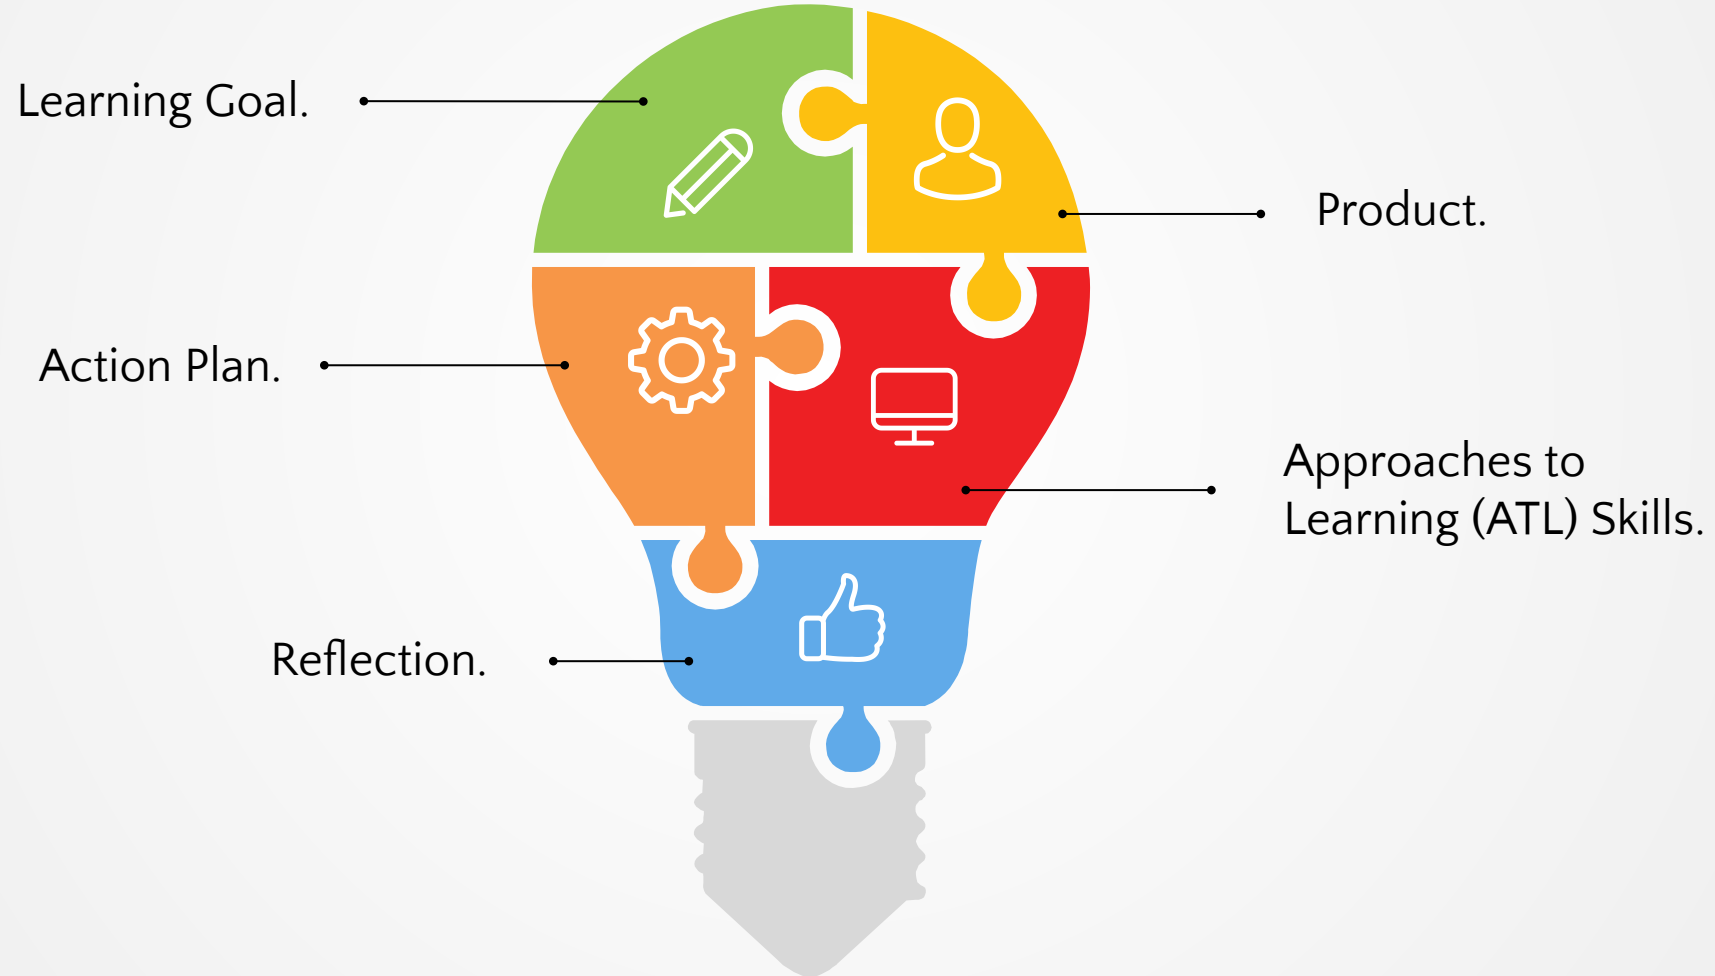 Learning Goal.
Product.
Action Plan.
Approaches to
Learning (ATL) Skills.
Reflection.